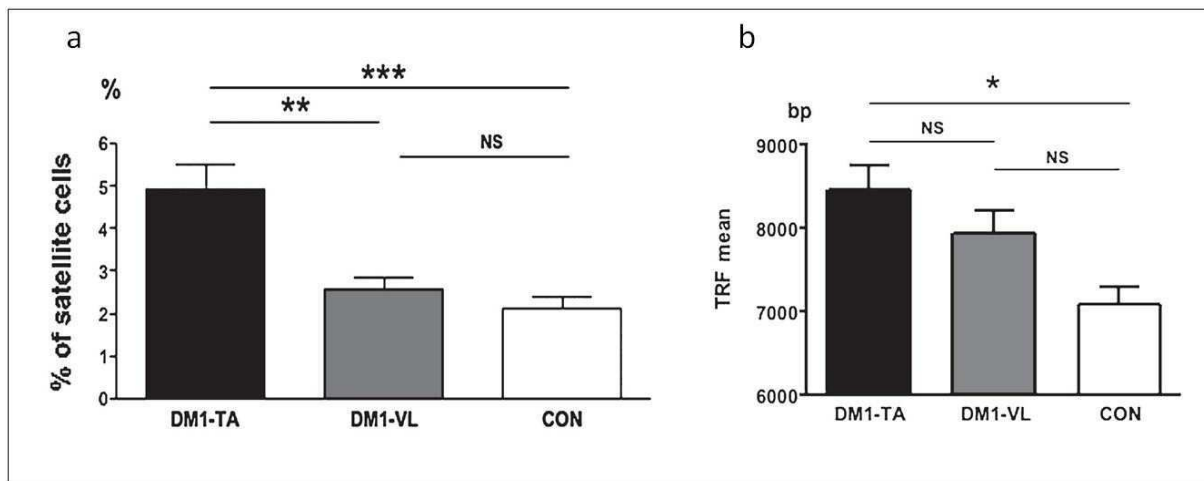 a
%
***
**
NS
% of satellite cells
6
5
4
3
2
1
0
DM1-TA DM1-VL CON
b
bp
*
NS
NS
TRF mean
9000
8000
7000
6000
DM1-TA DM1-VL CON